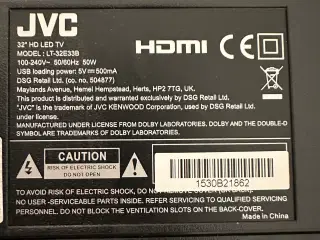 JVC
HDMI CE
32" HD LED TV
MODEL: LT-32E33B
100-240V~ 50/60Hz 50W
USB loading power: 5V⎓500mA
DSG Retail Ltd. (co. no. 504877)
Maylands Avenue, Hemel Hempstead, Herts, HP2 7TG, UK.
This product is distributed and warranted exclusively by DSG Retail Ltd.
"JVC" is the trademark of JVC KENWOOD Corporation, used by DSG Retail Ltd.
under license.
MANUFACTURED UNDER LICENSE FROM DOLBY LABORATORIES. DOLBY AND THE DOUBLE-D
SYMBOL ARE TRADEMARKS OF DOLBY LABORATORIES.
CAUTION
RISK OF ELECTRIC SHOCK
DO NOT OPEN
1530B21862
TO AVOID RISK OF ELECTRIC SHOCK, DO NOT REMOVE COVER (OR BACK).
NO USER-SERVICEABLE PARTS INSIDE. REFER SERVICING TO QUALIFIED SERVICING
PERSONNEL. DO NOT BLOCK THE VENTILATION SLOTS ON THE BACK-COVER.
Made in China